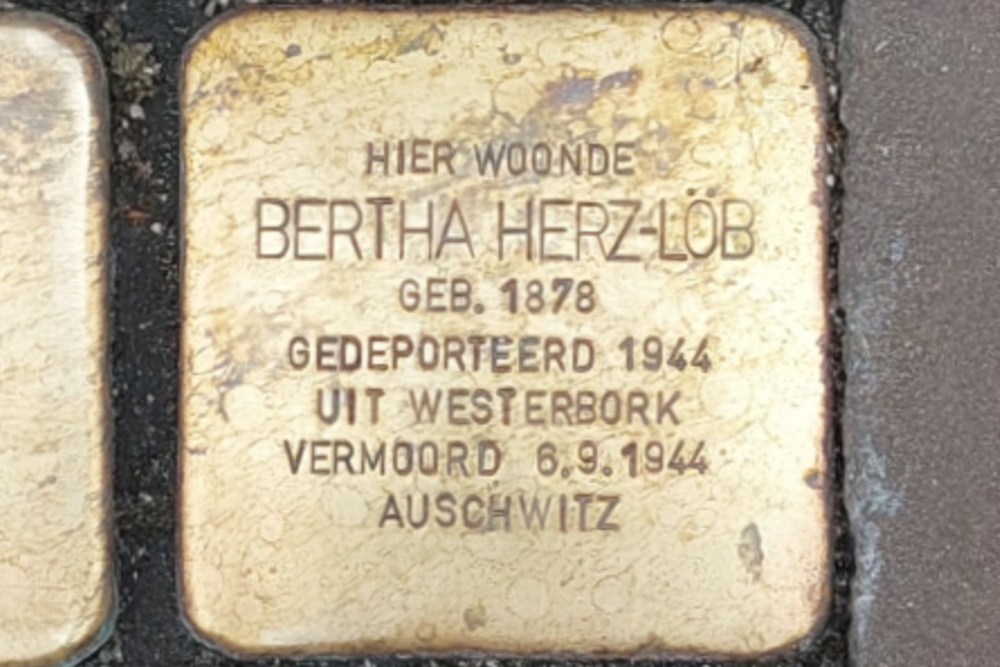 HIER WOONDE
BERTHA HERZ-LÖB
GEB. 1878
GEDEPORTEERD 1944
UIT WESTERBORK
VERMOORD 6.9.1944
AUSCHWITZ